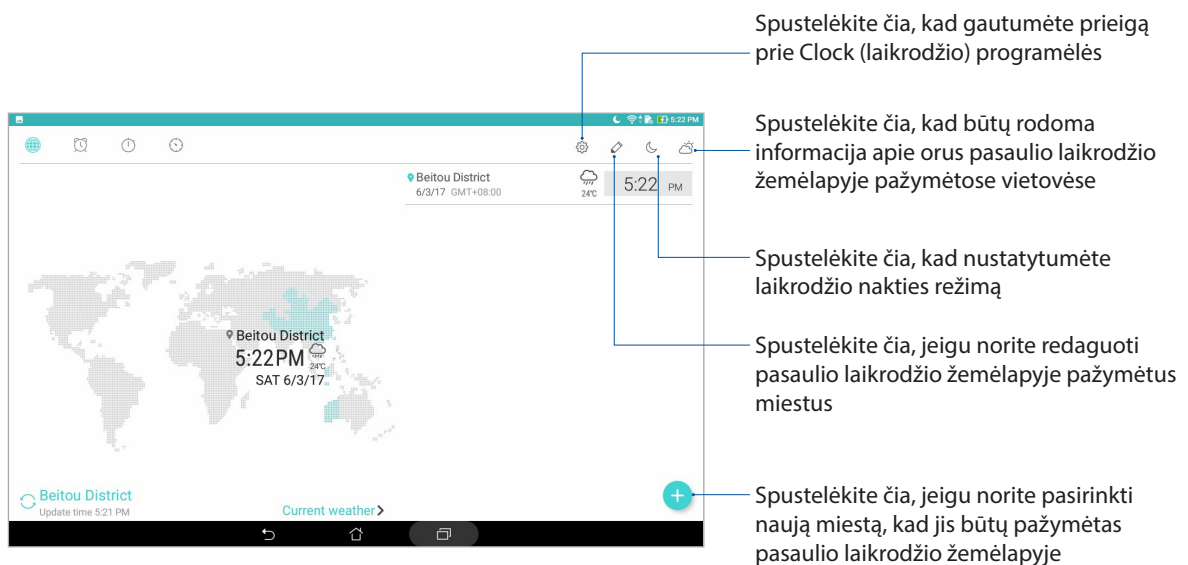 Spustelėkite čia, kad gautumėte prieigą
prie Clock (laikrodžio) programėlės
Spustelėkite čia, kad būtų rodoma
informacija apie orus pasaulio laikrodžio
žemėlapyje pažymėtose vietovėse
Spustelėkite čia, kad nustatytumėte
laikrodžio nakties režimą
Spustelėkite čia, jeigu norite redaguoti
pasaulio laikrodžio žemėlapyje pažymėtus
miestus
Spustelėkite čia, jeigu norite pasirinkti
naują miestą, kad jis būtų pažymėtas
pasaulio laikrodžio žemėlapyje
5:22 PM
Beitou District
6/3/17 GMT+08:00
24°C
5:22 PM
Beitou District
5:22PM
24°C
SAT 6/3/17
Beitou District
Update time 5:21 PM
Current weather